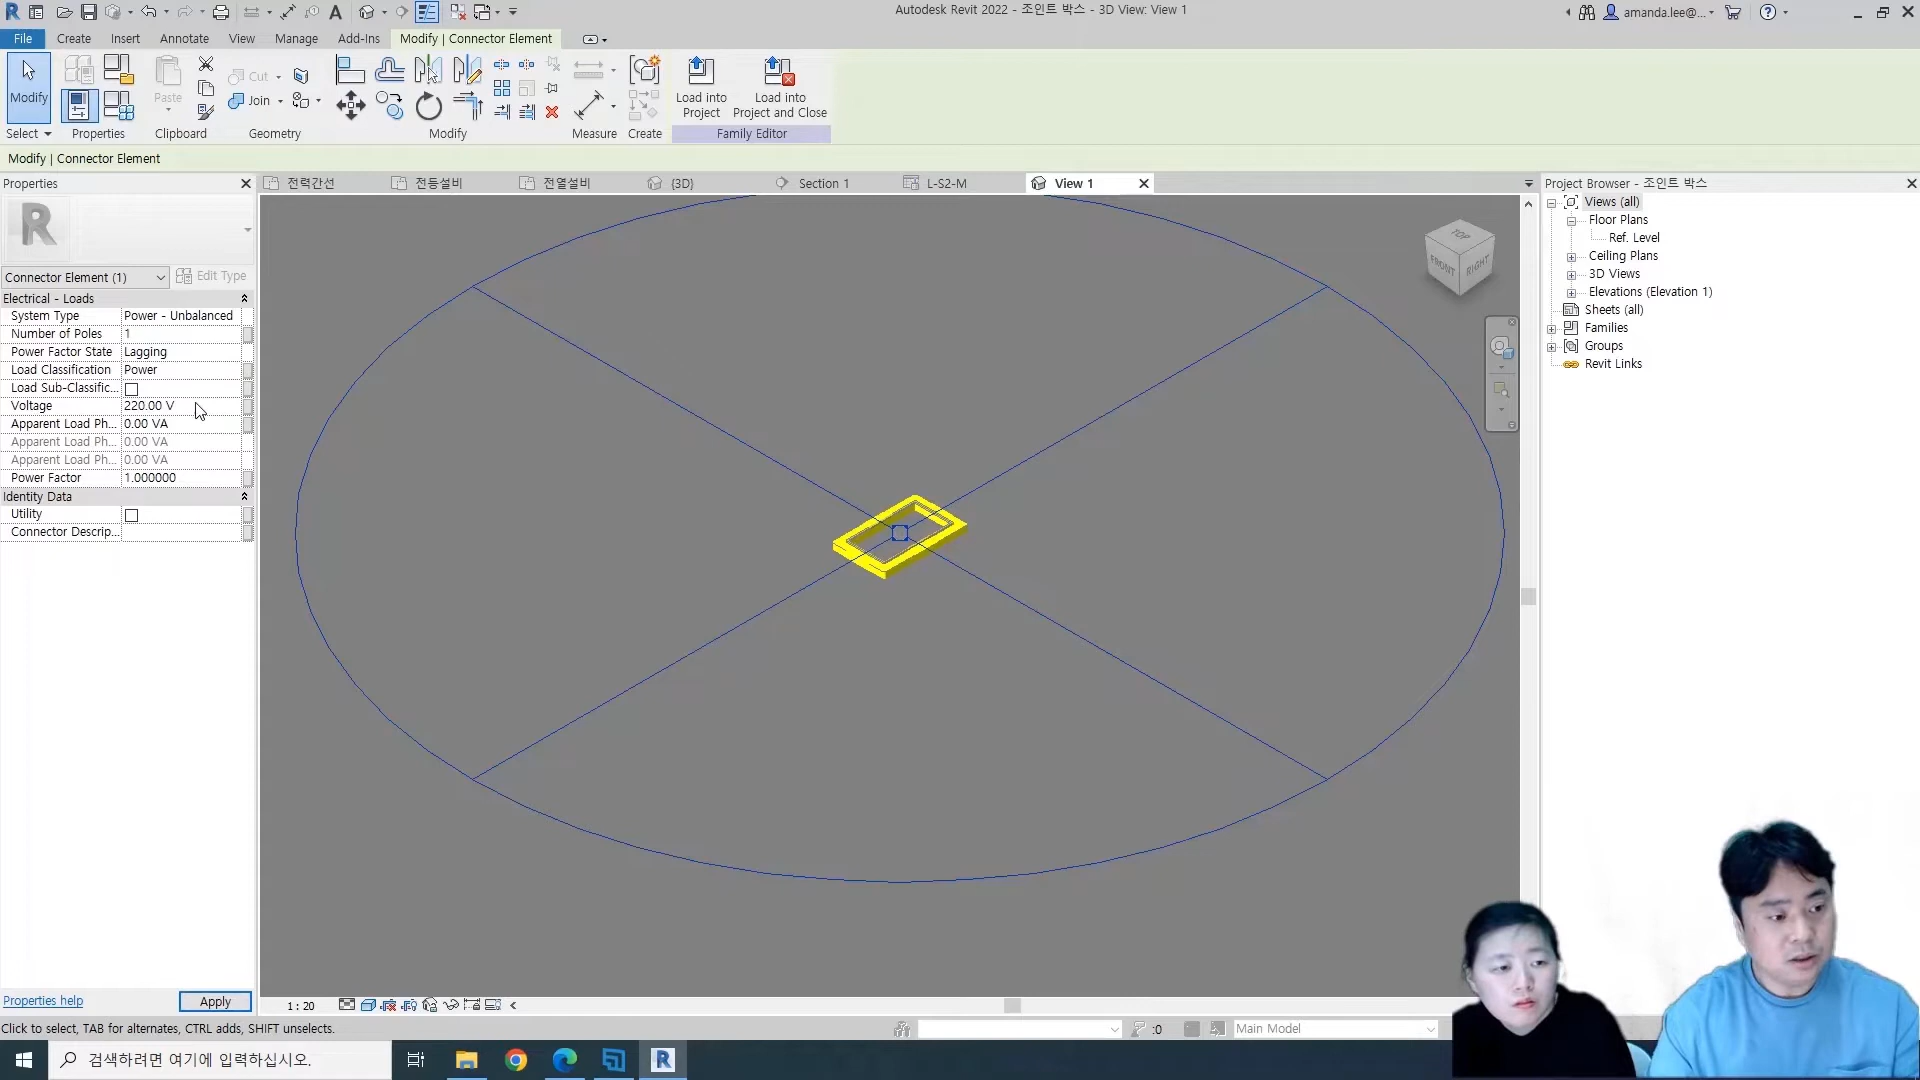 Autodesk Revit 2022 - 조인트 박스 - 3D View: View 1
amanda.lee@...
File Create Insert Annotate View Manage Add-Ins Modify | Connector Element
Modify
Paste
Cut
Join
Load into
Project
Load into
Project and Close
Select Properties Clipboard Geometry Modify Measure Create Family Editor
Modify | Connector Element
Properties
전력간선
전등설비
전열설비
{3D}
Section 1
L-S2-M
View 1
Project Browser - 조인트 박스
Connector Element (1)
Edit Type
Electrical - Loads
System Type Power - Unbalanced
Number of Poles 1
Power Factor State Lagging
Load Classification Power
Load Sub-Classific...
Voltage 220.00 V
Apparent Load Ph... 0.00 VA
Apparent Load Ph... 0.00 VA
Apparent Load Ph... 0.00 VA
Power Factor 1.000000
Identity Data
Utility
Connector Descrip...
Properties help
Apply
TOP
FRONT
RIGHT
Views (all)
Floor Plans
Ref. Level
Ceiling Plans
3D Views
Elevations (Elevation 1)
Sheets (all)
Families
Groups
Revit Links
1 : 20
Click to select, TAB for alternates, CTRL adds, SHIFT unselects.
:0
Main Model
검색하려면 여기에 입력하십시오.